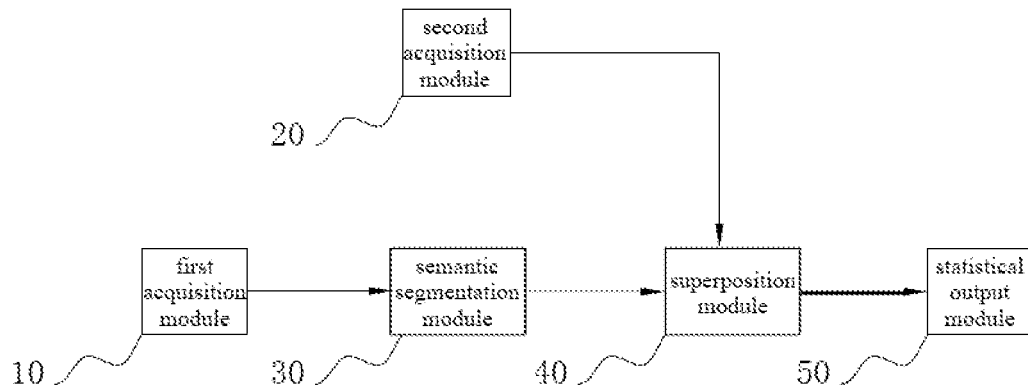 second
acquisition
module
20
first
acquisition
module
semantic
segmentation
module
superposition
module
statistical
output
module
10
30
40
50